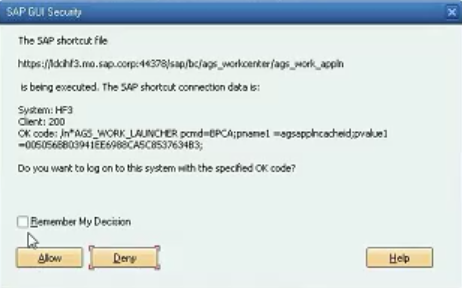 SAP GUI Security
The SAP shortcut file
https://ldcihf3.mo.sap.corp:44378/sap/bc/ags_workcenter/ags_work_appln
is being executed. The SAP shortcut connection data is:
System: HF3
Client: 200
OK code: /n*AGS_WORK_LAUNCHER pcmd=BPCA;pname1 =agsapplncacheid;pvalue1
=0050568803941EE6988CA5C8537634B3;
Do you want to log on to this system with the specified OK code?
Remember My Decision
Allow Deny Help